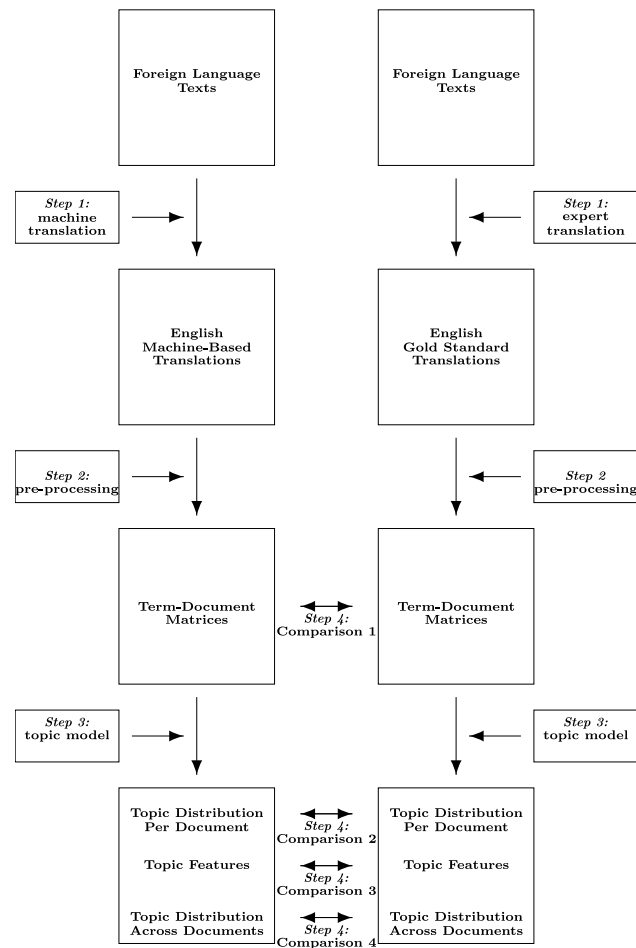 Foreign Language
Texts
Foreign Language
Texts
Step 1:
machine
translation
Step 1:
expert
translation
English
Machine-Based
Translations
English
Gold Standard
Translations
Step 2:
pre-processing
Step 2
pre-processing
Term-Document
Matrices
Step 4:
Comparison 1
Term-Document
Matrices
Step 3:
topic model
Step 3:
topic model
Topic Distribution
Per Document
Step 4:
Comparison 2
Topic Distribution
Per Document
Topic Features
Step 4:
Comparison 3
Topic Features
Topic Distribution
Across Documents
Step 4:
Comparison 4
Topic Distribution
Across Documents